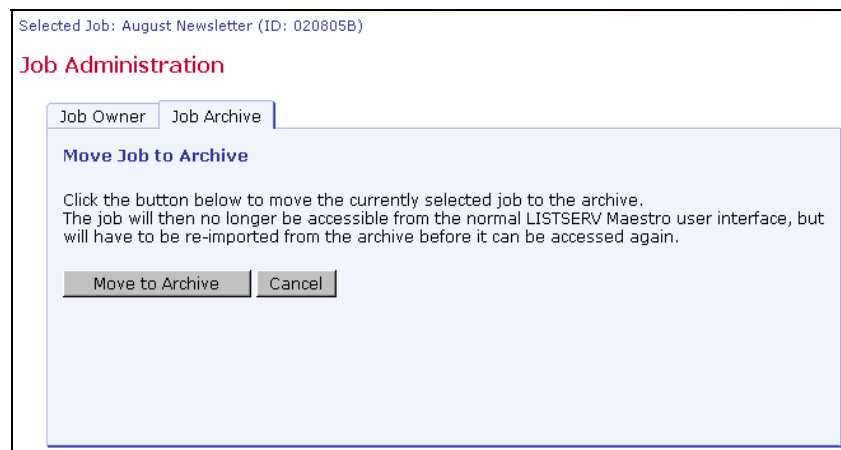 Selected Job: August Newsletter (ID: 020805B)
Job Administration
Job Owner Job Archive
Move Job to Archive
Click the button below to move the currently selected job to the archive.
The job will then no longer be accessible from the normal LISTSERV Maestro user interface, but
will have to be re-imported from the archive before it can be accessed again.
Move to Archive Cancel